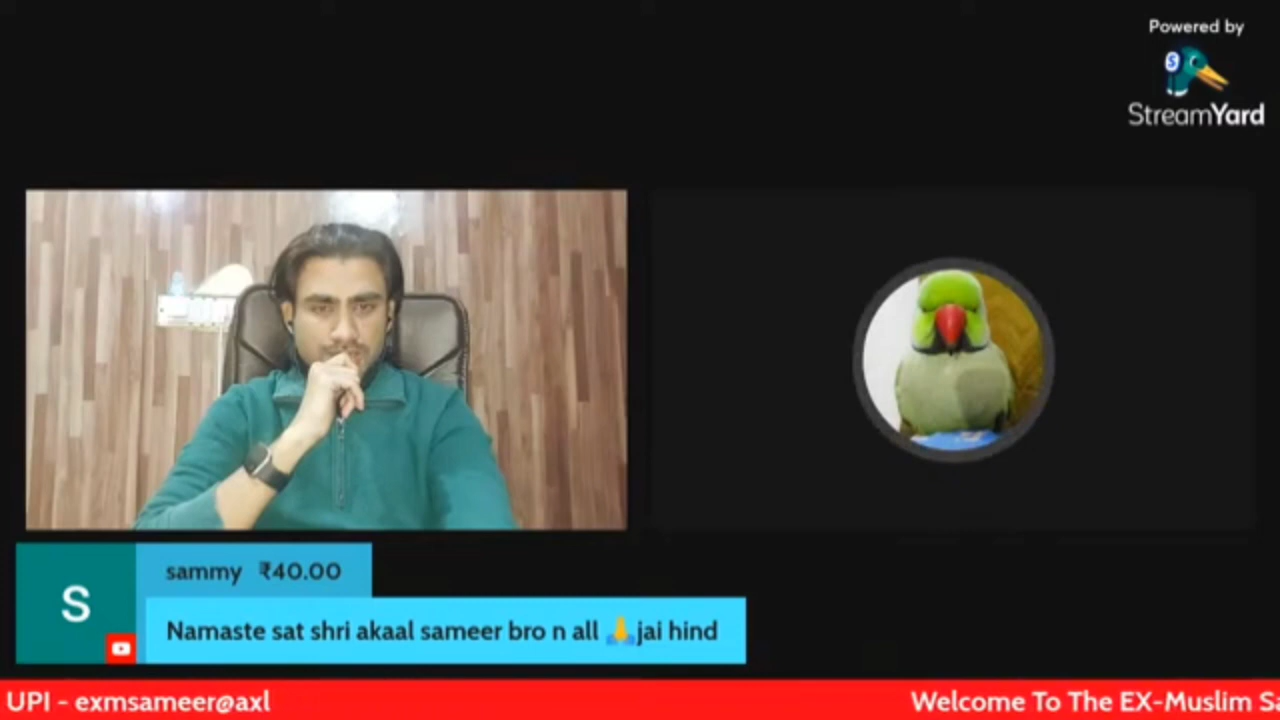 Powered by
StreamYard
S
sammy ₹40.00
Namaste sat shri akaal sameer bro n all 🙏jai hind
UPI - exmsameer@axl
Welcome To The EX-Muslim Sa